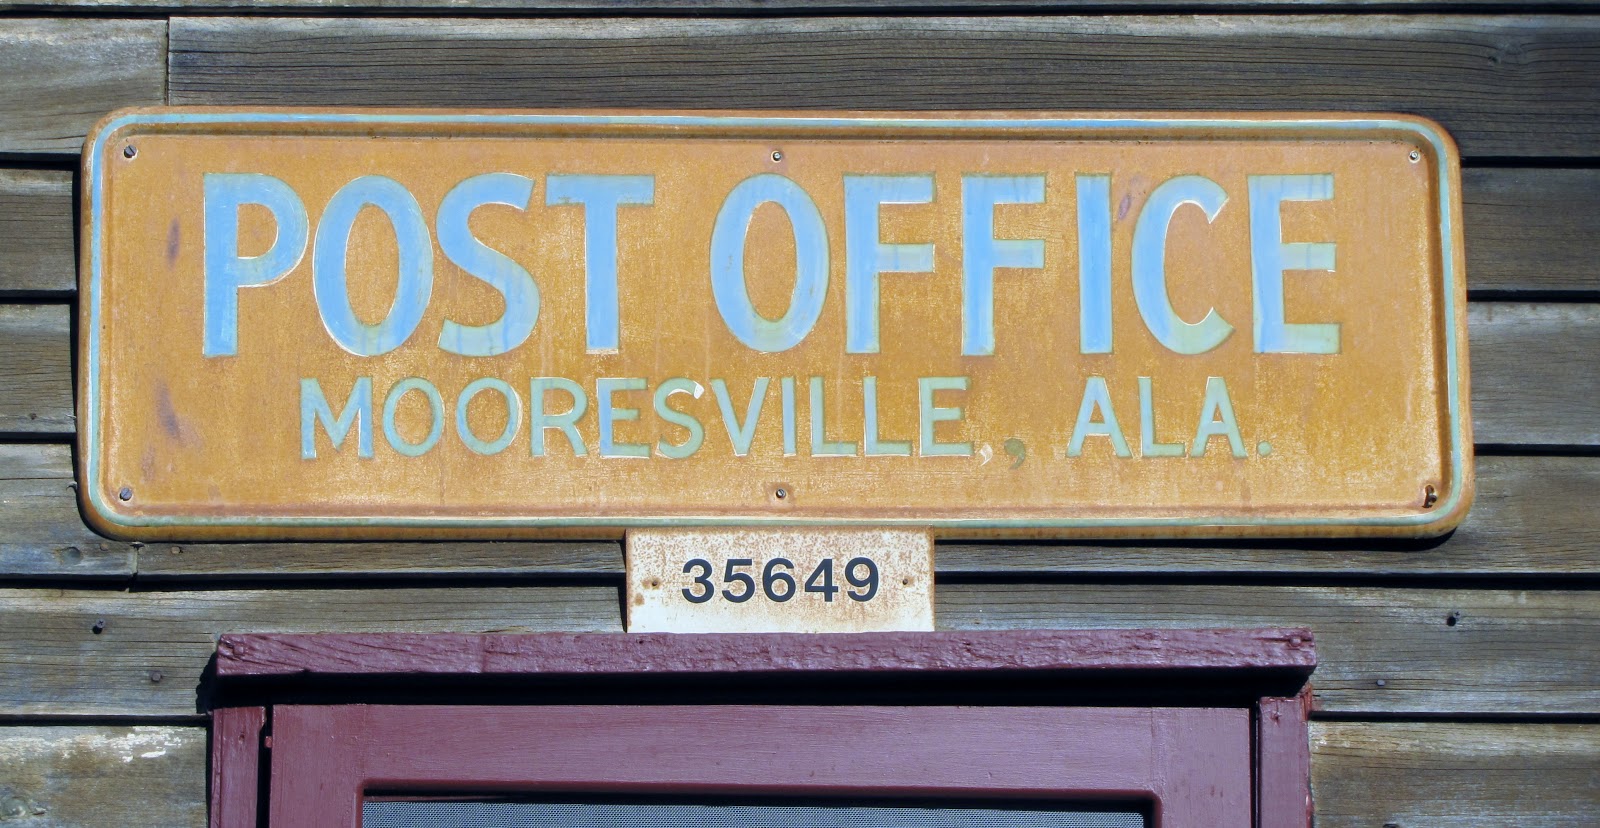 POST OFFICE
MOORESVILLE, ALA.
35649